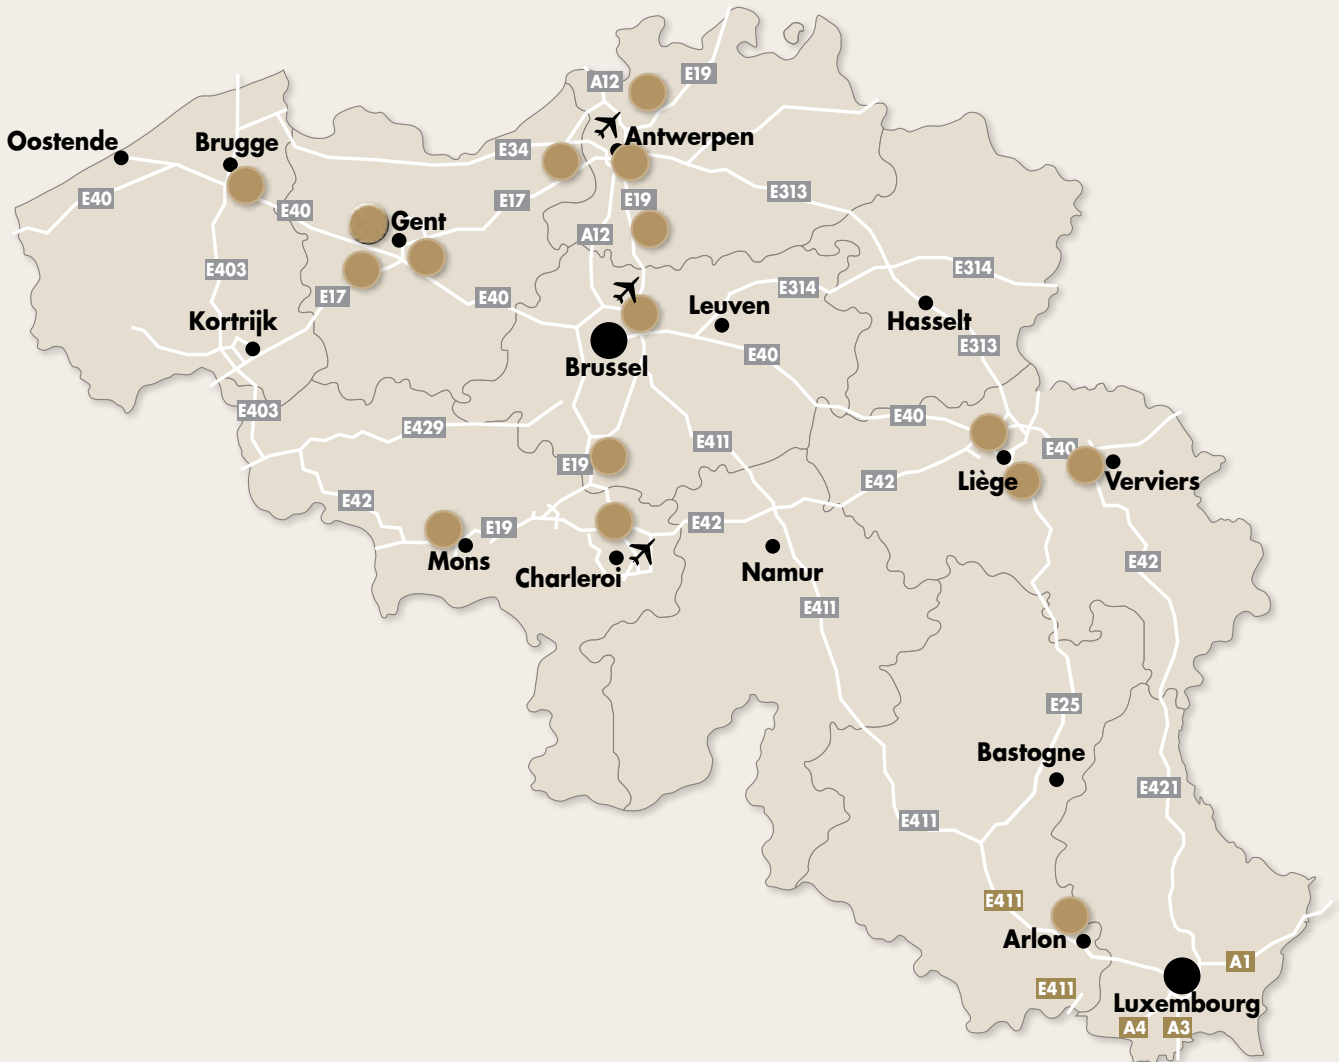 E19
A12
Antwerpen
Oostende
Brugge
E34
E313
E40
E17
E19
E40
Gent
A12
E403
E314
E314
E17
E40
Leuven
Hasselt
Kortrijk
E313
E40
Brussel
E403
E40
E429
E411
E40
E19
E42
Liège
Verviers
E42
E19
E42
Mons
E42
Charleroi
Namur
E411
E25
Bastogne
E421
E411
E411
Arlon
A1
E411
Luxembourg
A4
A3